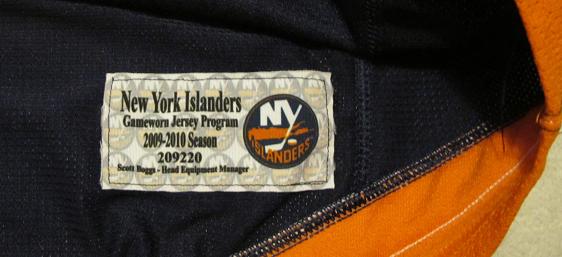 New York Islanders
Gameworn Jersey Program
2009-2010 Season
209220
Scott Boggs - Head Equipment Manager
NY
ISLANDERS